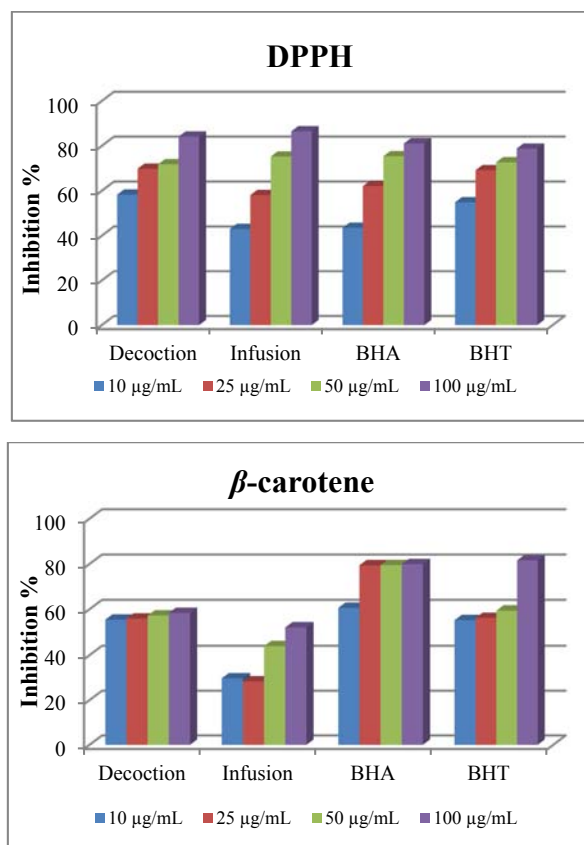 DPPH
Inhibition %
100
80
60
40
20
0
Decoction Infusion BHA BHT
10 µg/mL 25 µg/mL 50 µg/mL 100 µg/mL
β-carotene
Inhibition %
100
80
60
40
20
0
Decoction Infusion BHA BHT
10 µg/mL 25 µg/mL 50 µg/mL 100 µg/mL